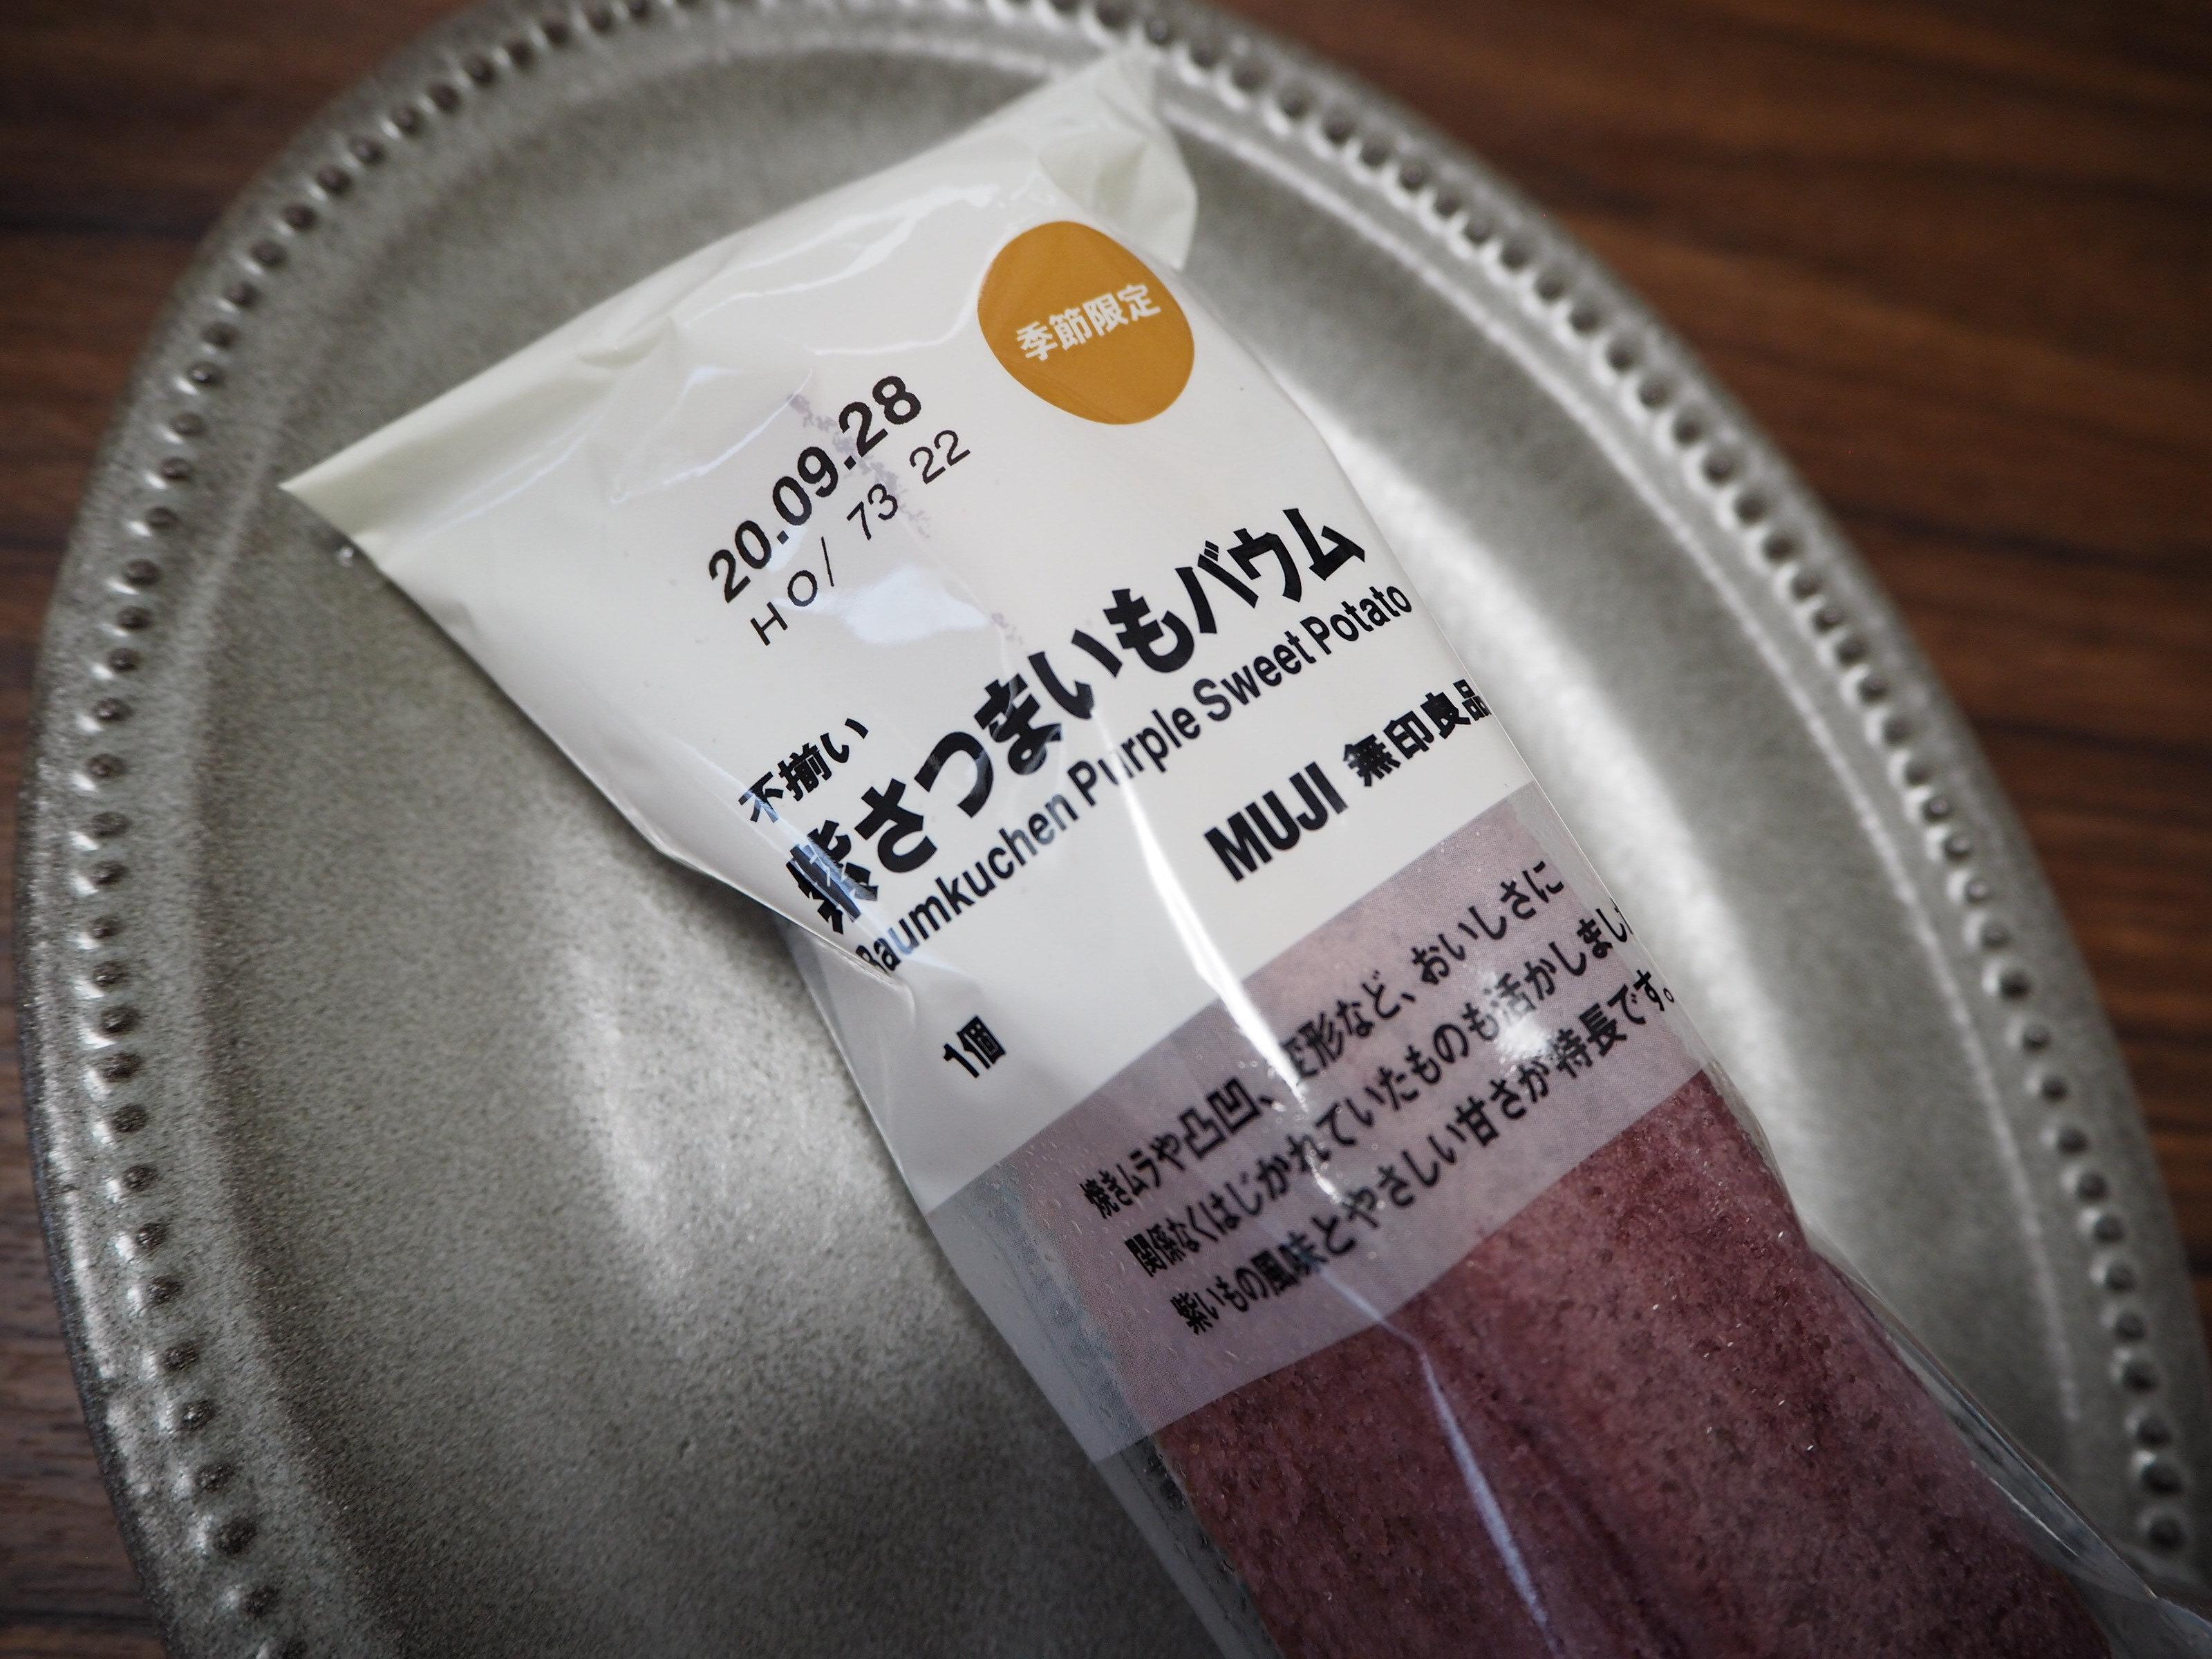 季節限定
20.09.28
HO/ 73 22
不揃い
紫さつまいもバウム
Baumkuchen Purple Sweet Potato
MUJI 無印良品
1個
焼きムラや凸凹、変形など、おいしさに
関係なくはじかれていたものも活かしまし
紫いもの風味とやさしい甘さが特長です。